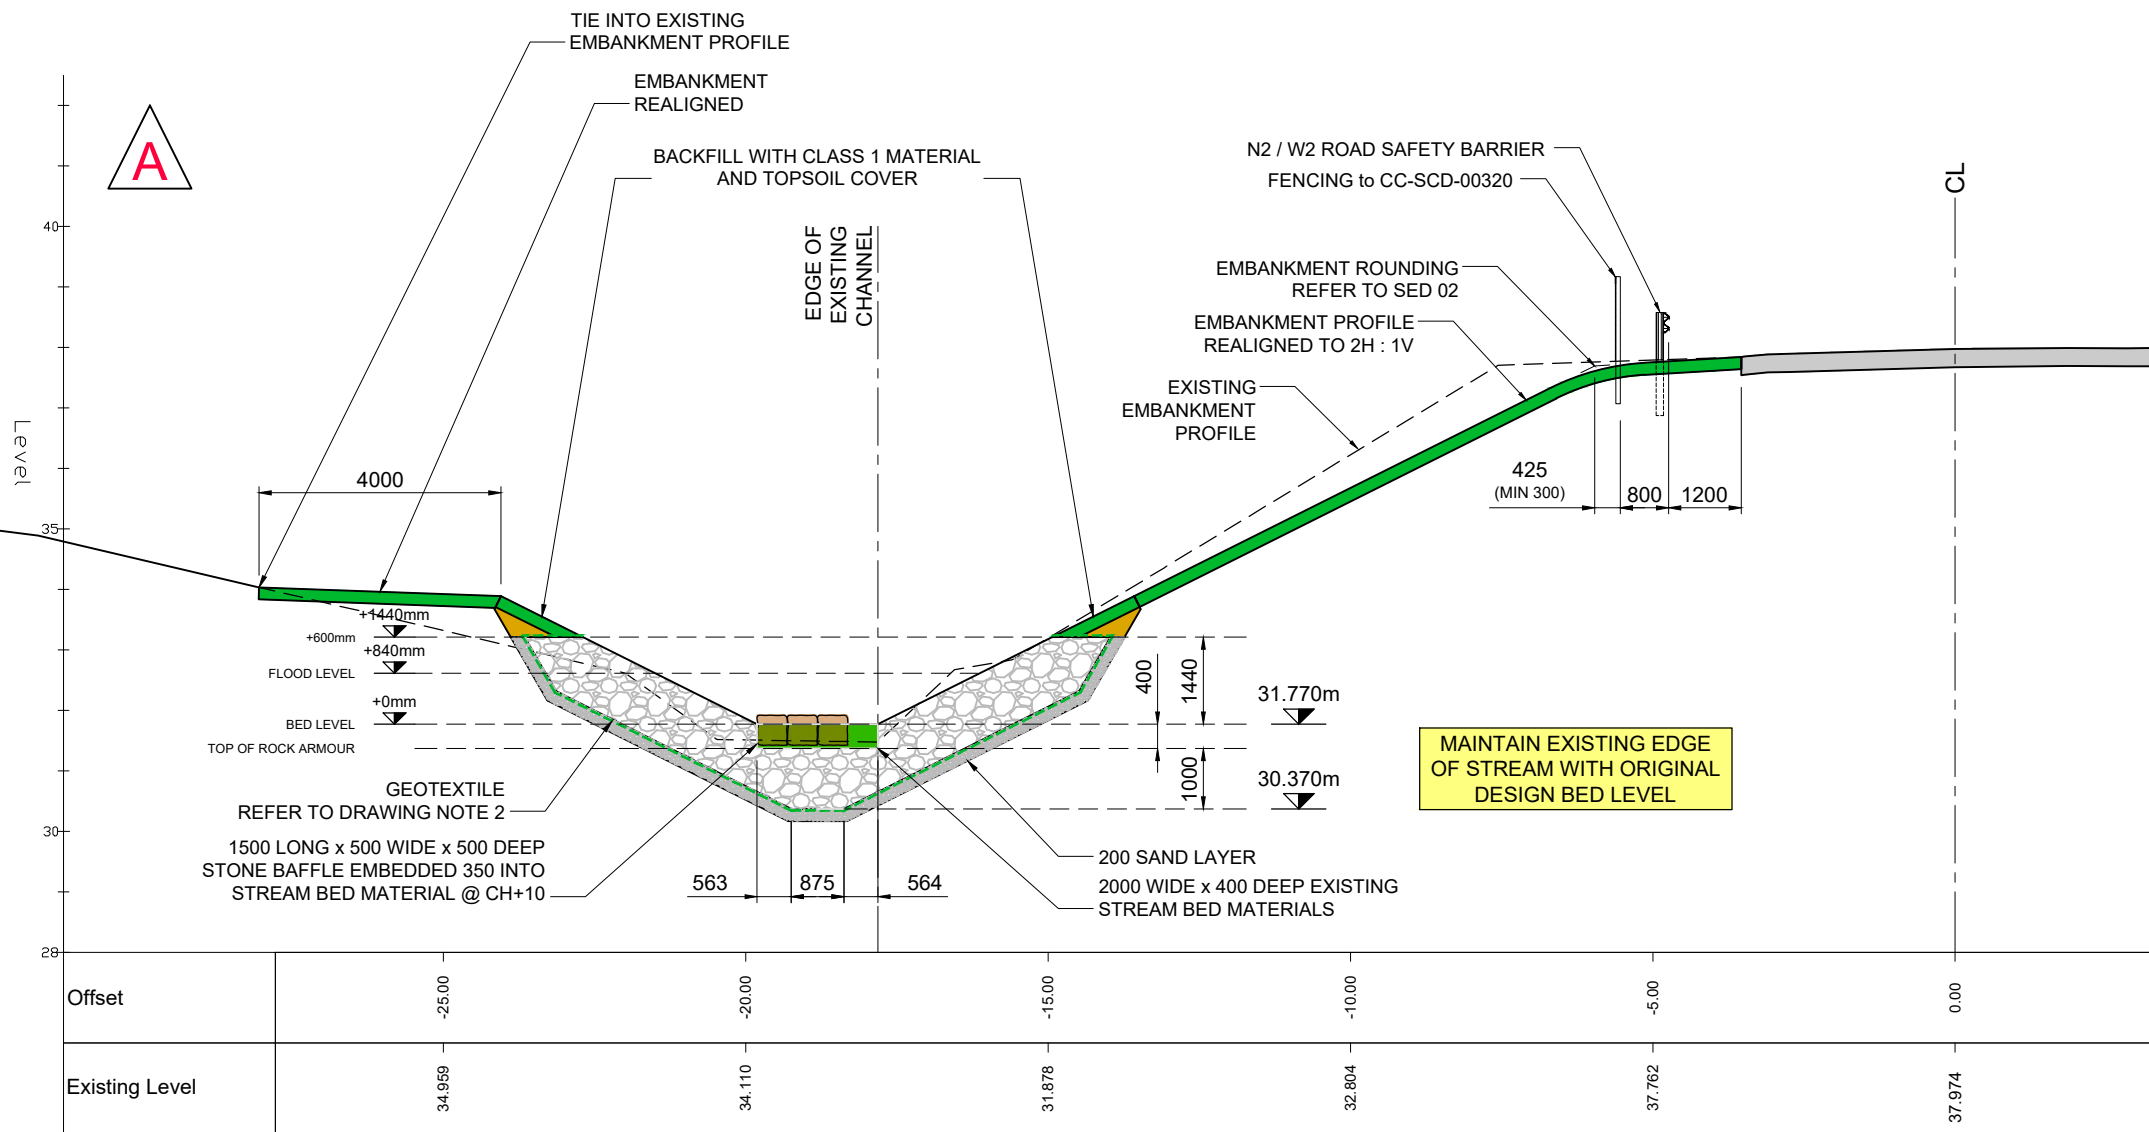 TIE INTO EXISTING
EMBANKMENT PROFILE
EMBANKMENT
REALIGNED
A
BACKFILL WITH CLASS 1 MATERIAL
AND TOPSOIL COVER
N2 / W2 ROAD SAFETY BARRIER
FENCING to CC-SCD-00320
CL
EDGE OF
EXISTING
CHANNEL
EMBANKMENT ROUNDING
REFER TO SED 02
EMBANKMENT PROFILE
REALIGNED TO 2H : 1V
EXISTING
EMBANKMENT
PROFILE
40
Level
35
30
28
4000
425
(MIN 300)
800
1200
+1440mm
+600mm
+840mm
FLOOD LEVEL
+0mm
BED LEVEL
TOP OF ROCK ARMOUR
400
1440
1000
31.770m
30.370m
MAINTAIN EXISTING EDGE
OF STREAM WITH ORIGINAL
DESIGN BED LEVEL
GEOTEXTILE
REFER TO DRAWING NOTE 2
1500 LONG x 500 WIDE x 500 DEEP
STONE BAFFLE EMBEDDED 350 INTO
STREAM BED MATERIAL @ CH+10
563
875
564
200 SAND LAYER
2000 WIDE x 400 DEEP EXISTING
STREAM BED MATERIALS
Offset
-25.00
-20.00
-15.00
-10.00
-5.00
0.00
Existing Level
34.959
34.110
31.878
32.804
37.762
37.974